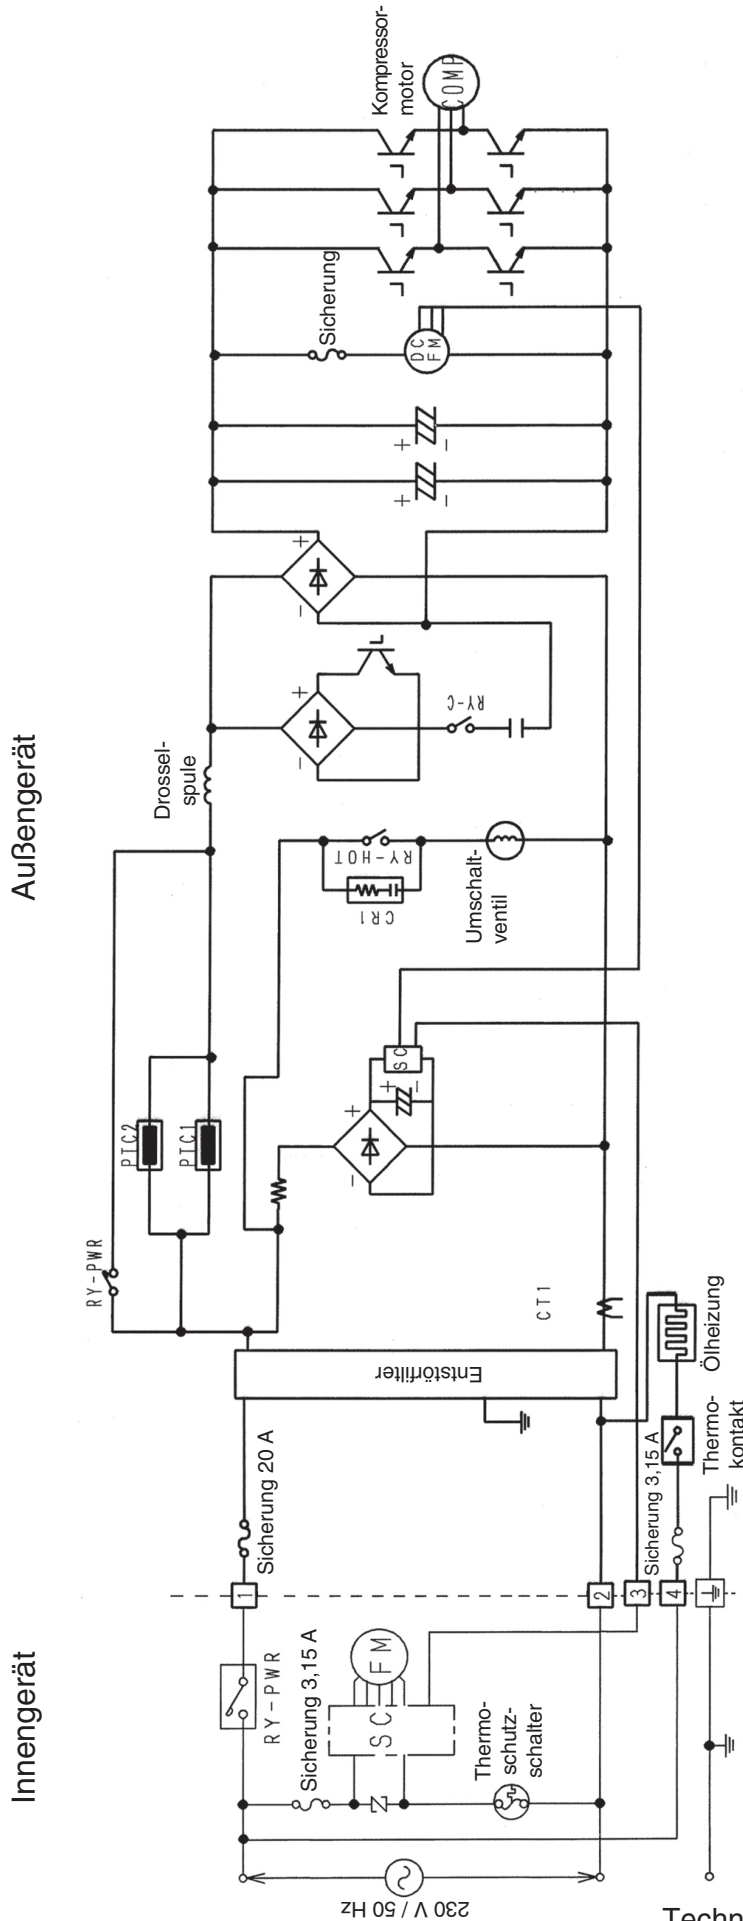 Innengerät
Außengerät
230 V / 50 Hz
RY-PWR
Sicherung 3,15 A
SC
FM
Thermo-
schutz-
schalter
1
2
3
4
Sicherung 20 A
Sicherung 3,15 A
Thermo-
kontakt
Ölheizung
Entstörfilter
CT1
RY-PWR
PTC2
PTC1
+
-
+
-
SC
CR1
RY-HOT
Umschalt-
ventil
Drossel-
spule
+
-
RY-C
+
-
+
-
+
-
Sicherung
DC
FM
Kompressor-
motor
COMP
Techn